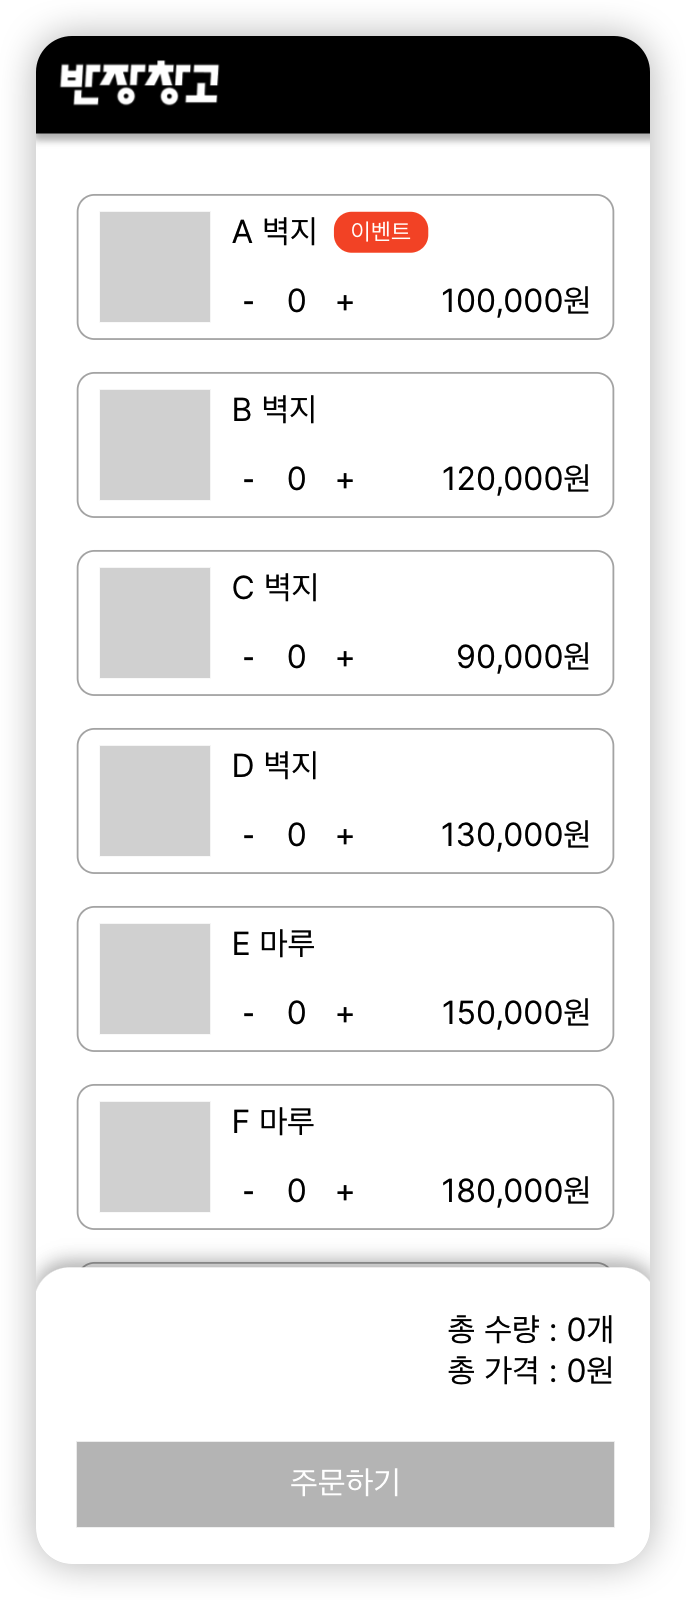 반장창고
A 벽지 이벤트
- 0 + 100,000원
B 벽지
- 0 + 120,000원
C 벽지
- 0 + 90,000원
D 벽지
- 0 + 130,000원
E 마루
- 0 + 150,000원
F 마루
- 0 + 180,000원
총 수량 : 0개
총 가격 : 0원
주문하기